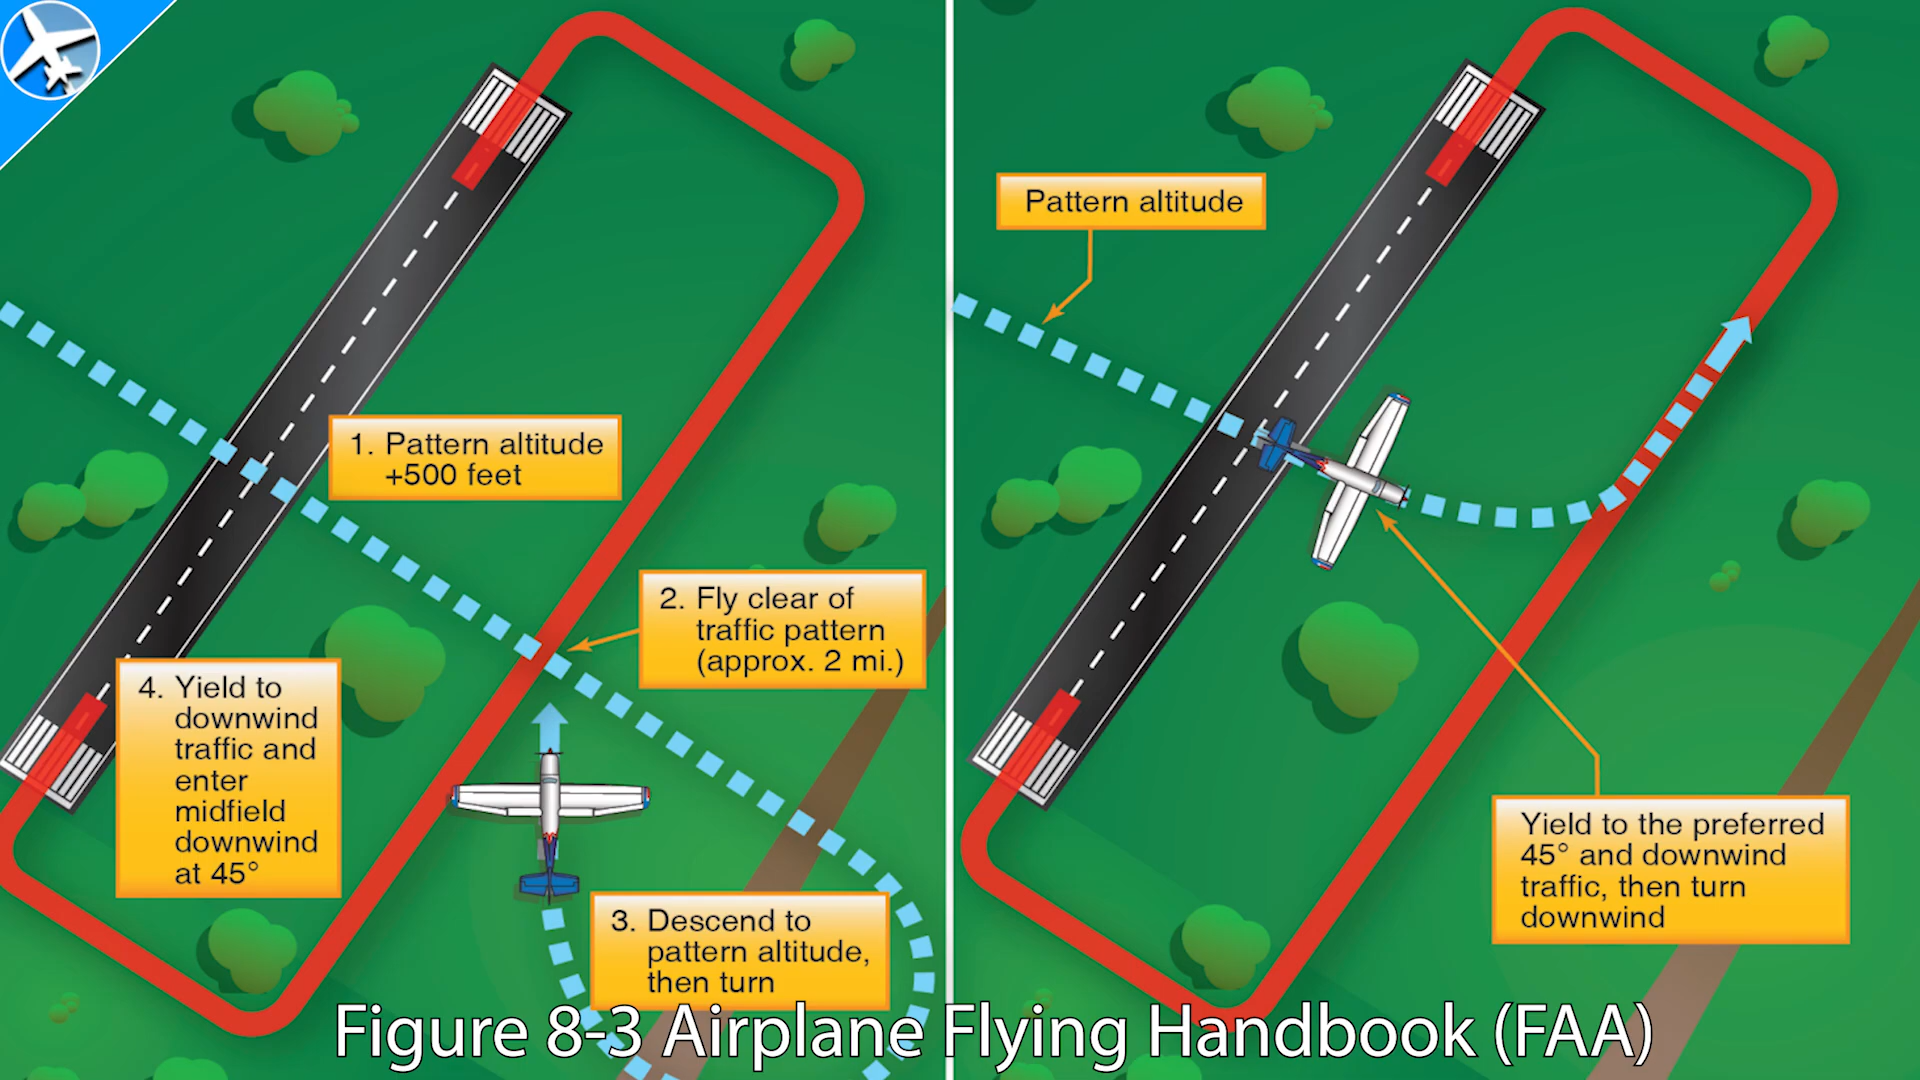 1. Pattern altitude
+500 feet
2. Fly clear of
traffic pattern
(approx. 2 mi.)
3. Descend to
pattern altitude,
then turn
4. Yield to
downwind
traffic and
enter
midfield
downwind
at 45°
Pattern altitude
Yield to the preferred
45° and downwind
traffic, then turn
downwind
Figure 8-3 Airplane Flying Handbook (FAA)